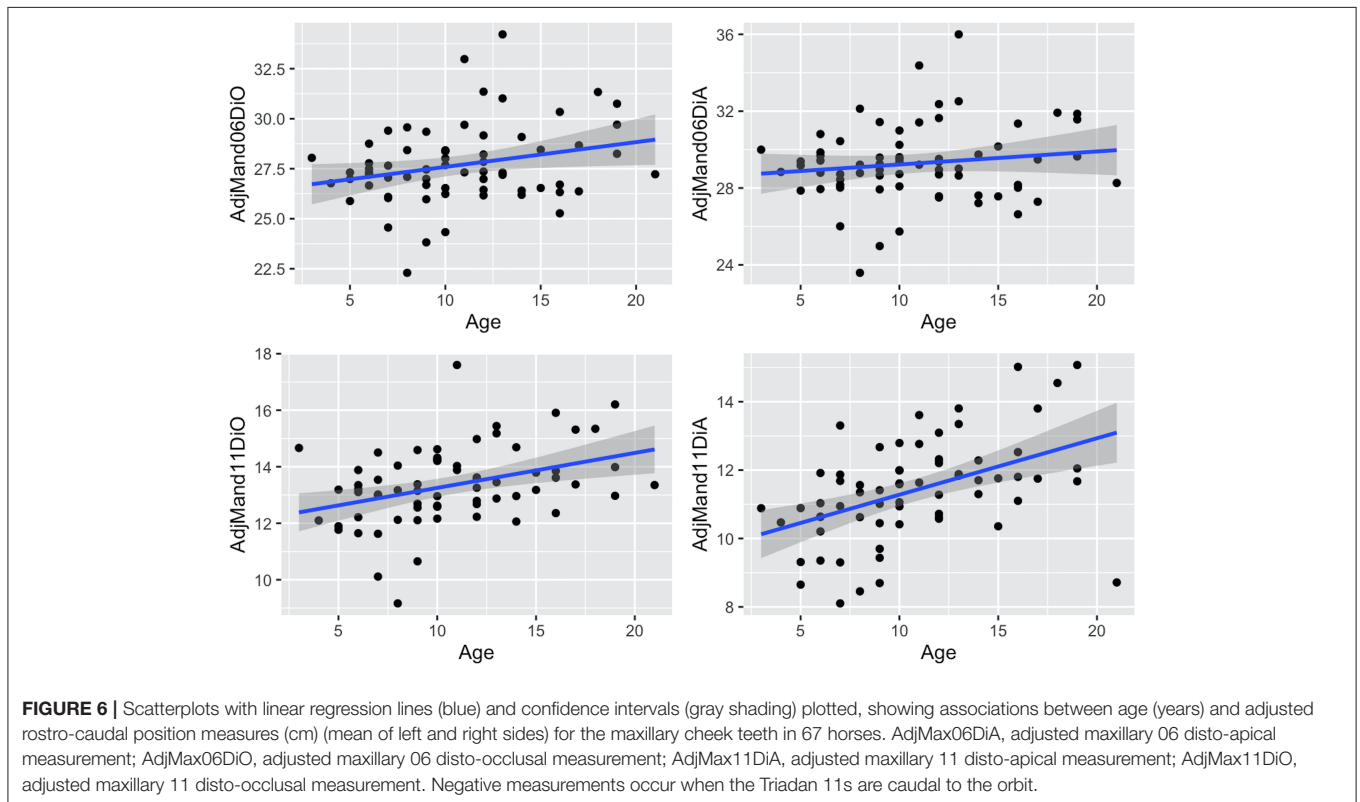 AdjMand06DiO
32.5
30.0
27.5
25.0
22.5
5
10
15
20
Age
AdjMand06DiA
36
32
28
24
5
10
15
20
Age
AdjMand11DiO
18
16
14
12
10
5
10
15
20
Age
AdjMand11DiA
14
12
10
8
5
10
15
20
Age
FIGURE 6 | Scatterplots with linear regression lines (blue) and confidence intervals (gray shading) plotted, showing associations between age (years) and adjusted
rostro-caudal position measures (cm) (mean of left and right sides) for the maxillary cheek teeth in 67 horses. AdjMax06DiA, adjusted maxillary 06 disto-apical
measurement; AdjMax06DiO, adjusted maxillary 06 disto-occlusal measurement; AdjMax11DiA, adjusted maxillary 11 disto-apical measurement; AdjMax11DiO,
adjusted maxillary 11 disto-occlusal measurement. Negative measurements occur when the Triadan 11s are caudal to the orbit.